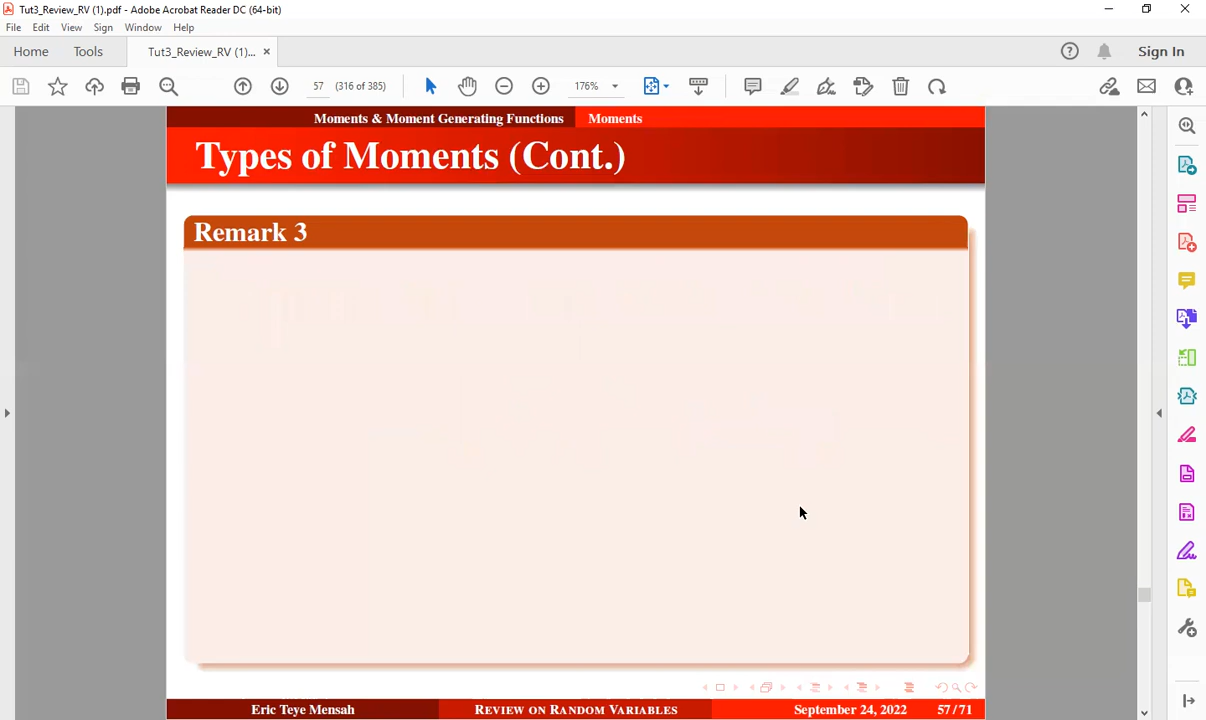 Tut3_Review_RV (1).pdf - Adobe Acrobat Reader DC (64-bit)
File Edit View Sign Window Help
Home Tools Tut3_Review_RV (1)... × Sign In
57 (316 of 385) 176%
Moments & Moment Generating Functions Moments
Types of Moments (Cont.)
Remark 3
Eric Teye Mensah REVIEW ON RANDOM VARIABLES September 24, 2022 57/71